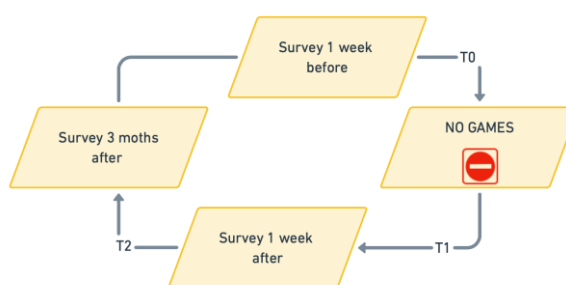 Survey 1 week
before
T0
NO GAMES
T1
Survey 1 week
after
T2
Survey 3 moths
after